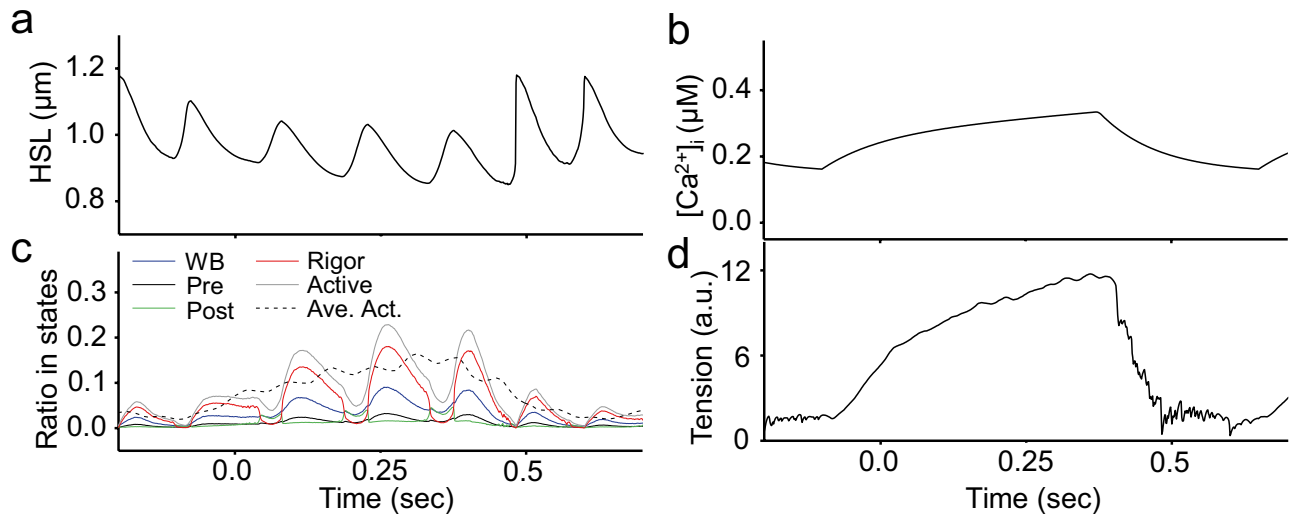 a
HSL (μm)
1.2
1.0
0.8
b
[Ca²⁺]ᵢ (μM)
0.4
0.2
0.0
c
Ratio in states
0.3
0.2
0.1
0.0
WB
Pre
Post
Rigor
Active
Ave. Act.
0.0
0.25
0.5
Time (sec)
d
Tension (a.u.)
12
6
0
0.0
0.25
0.5
Time (sec)